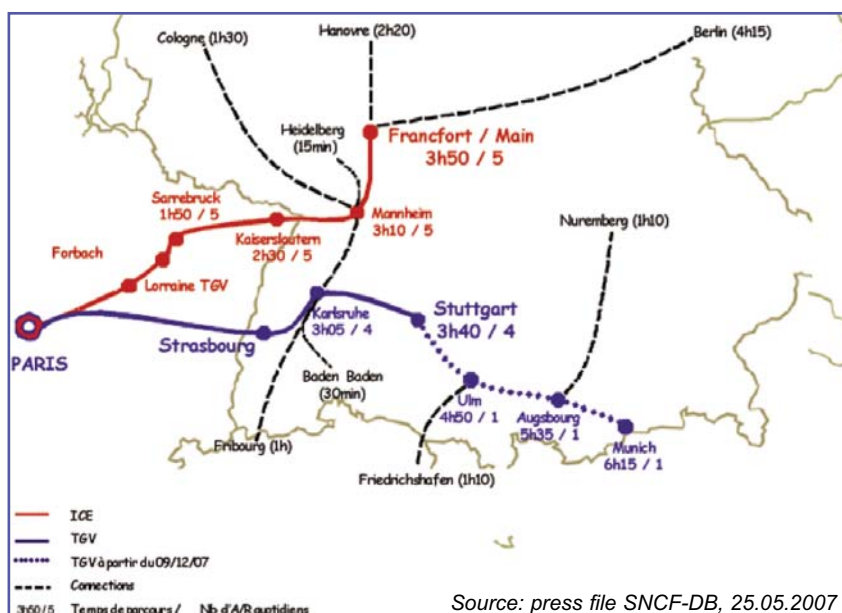 Cologne (1h30)
Hanovre (2h20)
Berlin (4h15)
Heidelberg
(15min)
Francfort / Main
3h50 / 5
Sarrebruck
1h50 / 5
Mannheim
3h10 / 5
Nuremberg (1h10)
Kaiserslautern
2h30 / 5
Forbach
Lorraine TGV
Karlsruhe
3h05 / 4
Stuttgart
3h40 / 4
Strasbourg
PARIS
Baden Baden
(30min)
Ulm
4h50 / 1
Augsbourg
5h35 / 1
Munich
6h15 / 1
Fribourg (1h)
Friedrichshafen (1h10)
ICE
TGV
TGV à partir du 09/12/07
Connections
3h50/5 Temps de parcours / Nb d'A/R quotidiens
Source: press file SNCF-DB, 25.05.2007